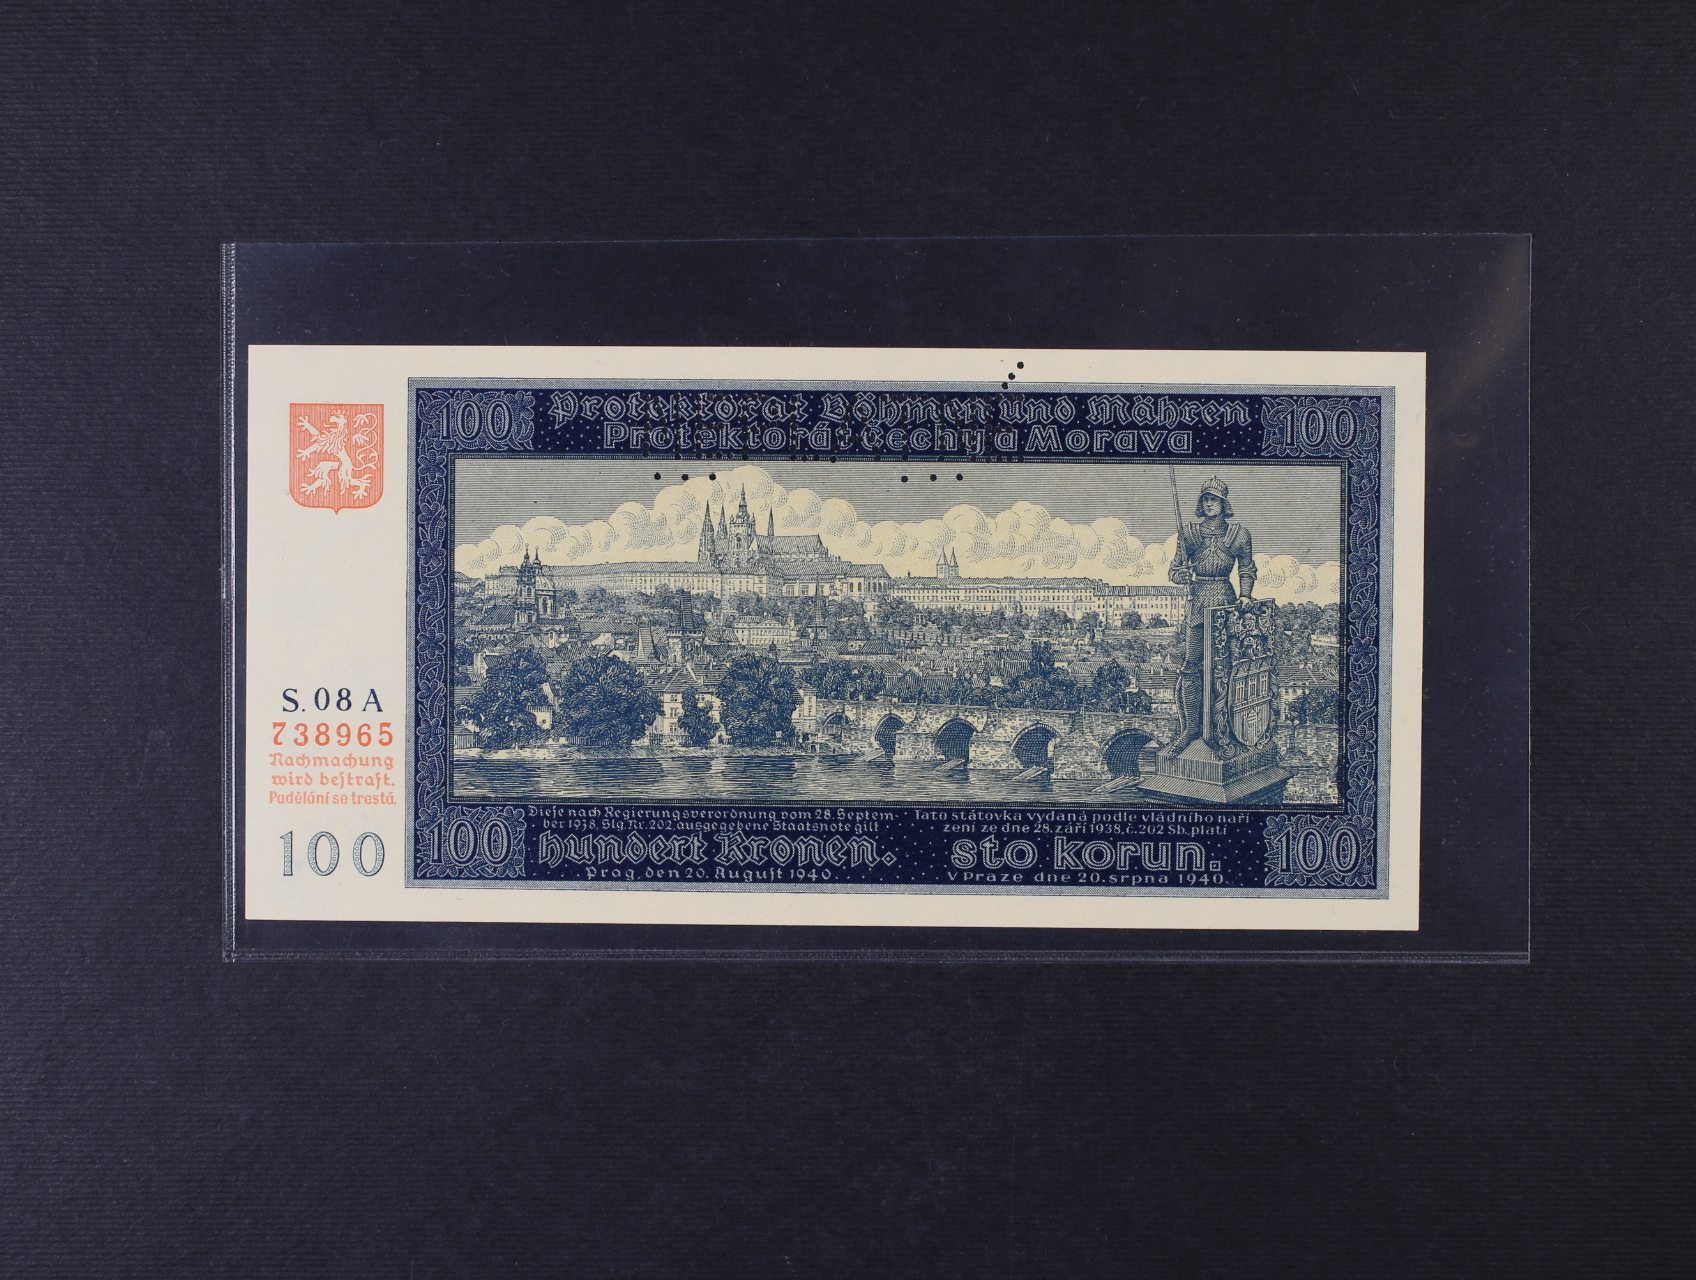 100 Protektorat Böhmen und Mähren 100
Protektorát Čechy a Morava
S. 08 A
738965
Nachmachung
wird bestraft.
Padělání se trestá.
100
Diese nach Regierungsverordnung vom 28. Septem-
ber 1938, Slg. Nr. 202, ausgegebene Staatsnote gilt
100 hundert Kronen.
Prag, den 20. August 1940.
Tato státovka vydaná podle vládního naří-
zení ze dne 28. září 1938, č. 202 Sb., platí
sto korun. 100
V Praze dne 20. srpna 1940.